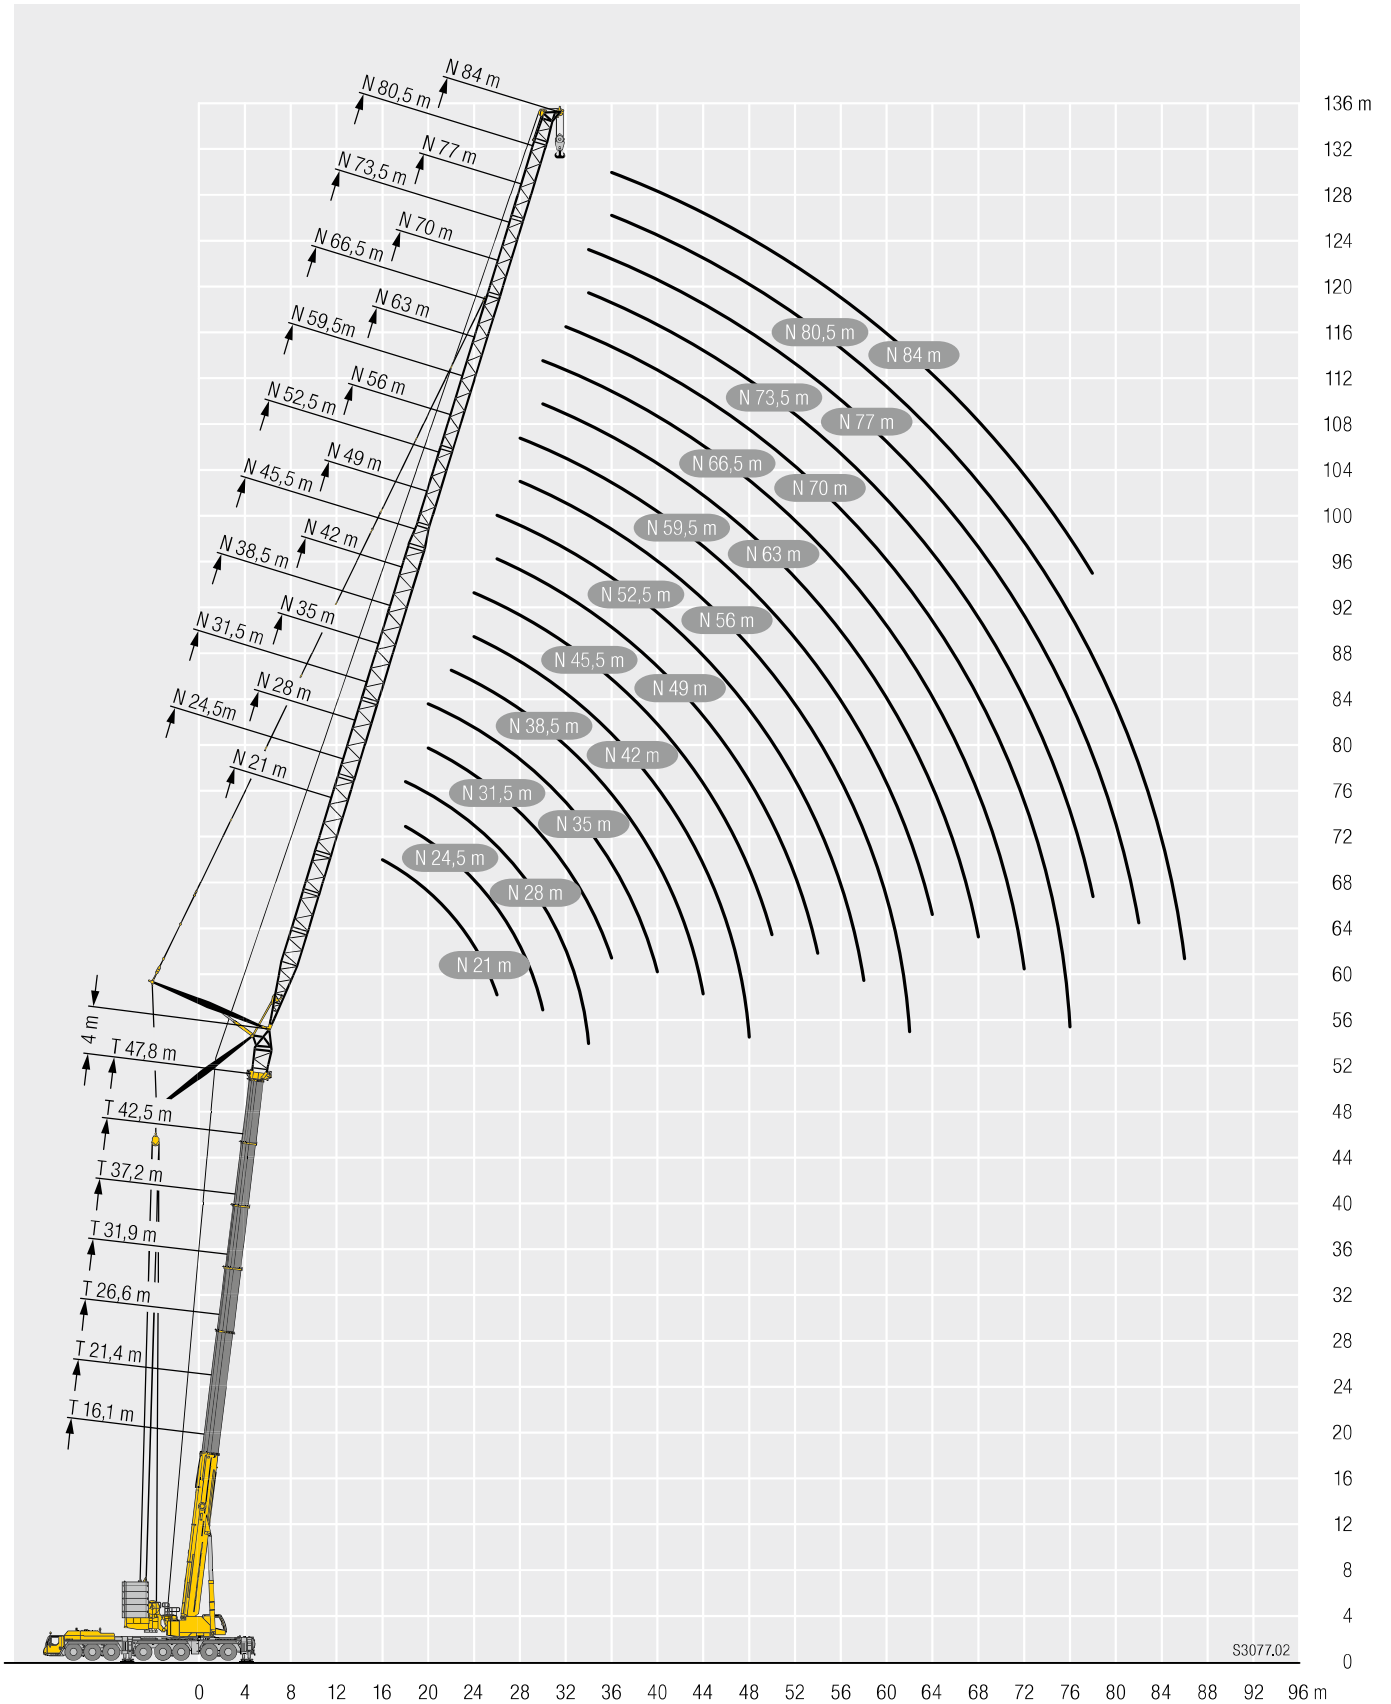 N 84 m
N 80,5 m
136 m
132
N 77 m
N 73,5 m
128
N 70 m
N 66,5 m
124
120
N 63 m
N 59,5m
N 80,5 m
116
N 84 m
N 56 m
112
N 52,5 m
N 73,5 m
108
N 77 m
N 49 m
N 45,5 m
N 66,5 m
104
N 70 m
N 42 m
N 38,5 m
N 59,5 m
100
N 63 m
96
N 35 m
N 31,5 m
N 52,5 m
92
N 56 m
N 28 m
N 24,5m
N 45,5 m
88
N 49 m
84
N 21 m
N 38,5 m
80
N 42 m
N 31,5 m
76
N 35 m
72
N 24,5 m
68
N 28 m
64
N 21 m
60
4 m
56
T 47,8 m
52
T 42,5 m
48
T 37,2 m
44
40
T 31,9 m
36
T 26,6 m
32
28
T 21,4 m
24
T 16,1 m
20
16
12
8
4
S3077.02
0
0 4 8 12 16 20 24 28 32 36 40 44 48 52 56 60 64 68 72 76 80 84 88 92 96 m